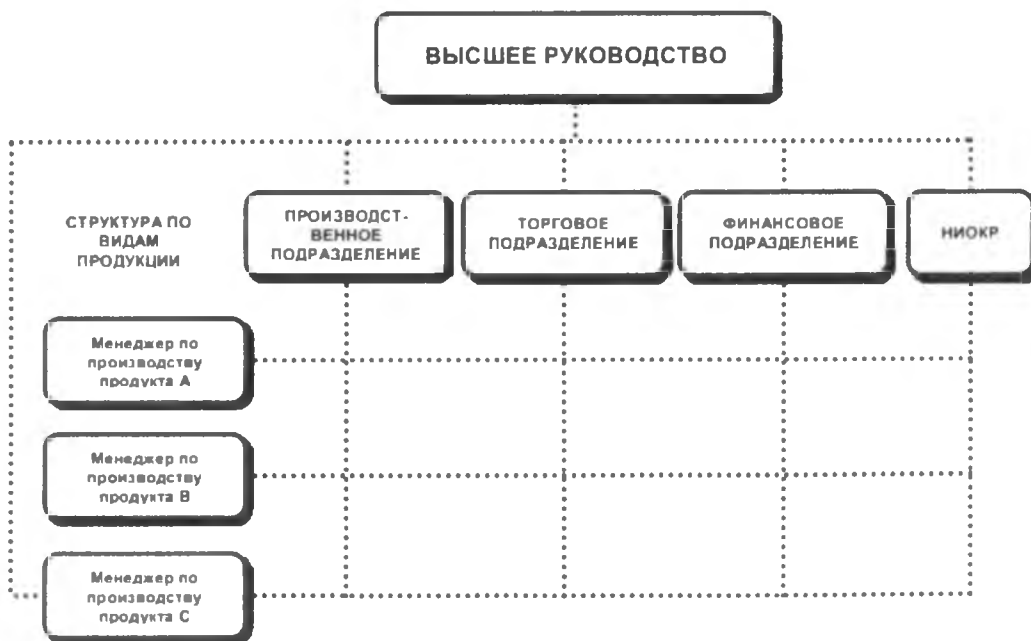 ВЫСШЕЕ РУКОВОДСТВО
СТРУКТУРА ПО
ВИДАМ
ПРОДУКЦИИ
ПРОИЗВОДСТ-
ВЕННОЕ
ПОДРАЗДЕЛЕНИЕ
ТОРГОВОЕ
ПОДРАЗДЕЛЕНИЕ
ФИНАНСОВОЕ
ПОДРАЗДЕЛЕНИЕ
НИОКР
Менеджер по
производству
продукта А
Менеджер по
производству
продукта В
Менеджер по
производству
продукта С